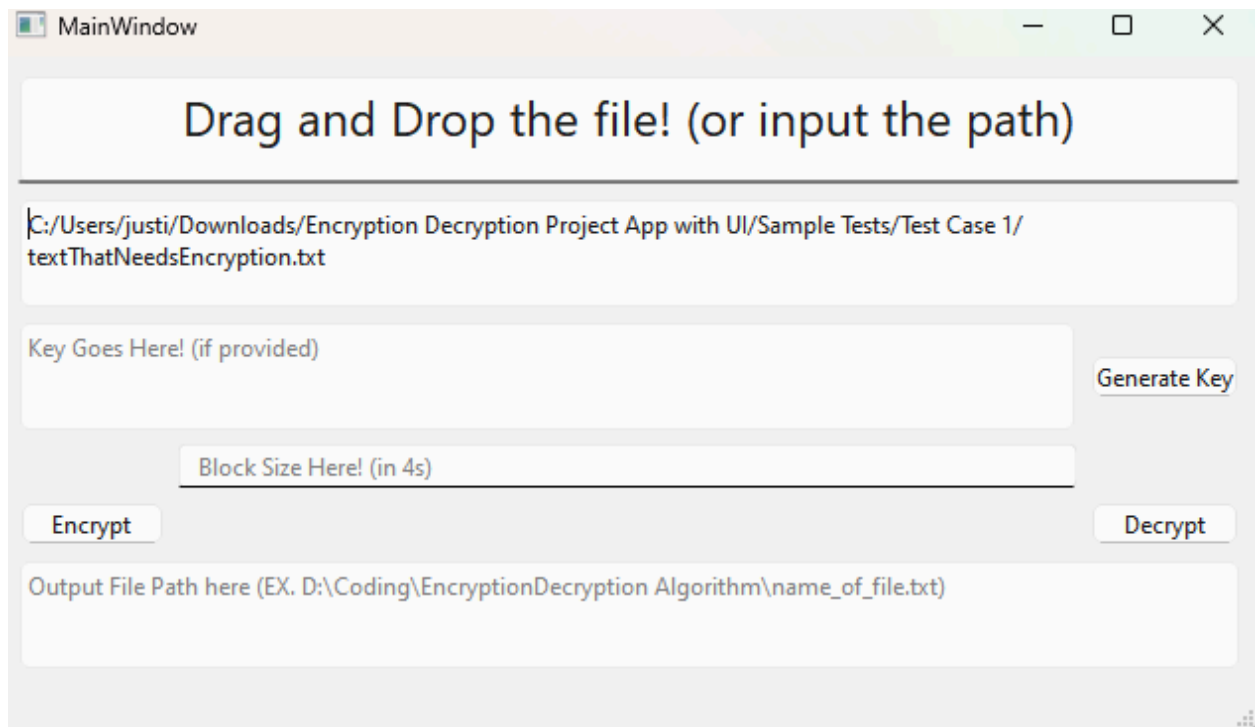 MainWindow
Drag and Drop the file! (or input the path)
C:/Users/justi/Downloads/Encryption Decryption Project App with UI/Sample Tests/Test Case 1/
textThatNeedsEncryption.txt
Key Goes Here! (if provided)
Generate Key
Block Size Here! (in 4s)
Encrypt
Decrypt
Output File Path here (EX. D:\Coding\EncryptionDecryption Algorithm\name_of_file.txt)